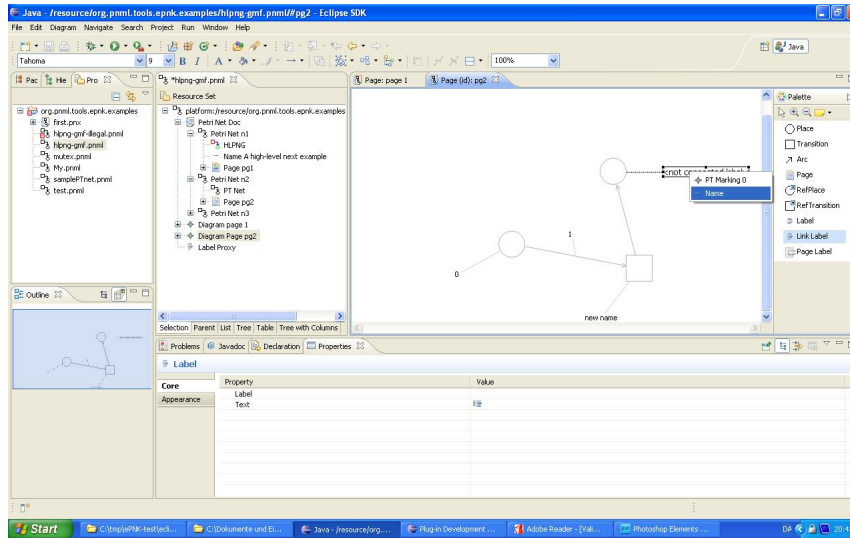 Java - /resource/org.pnml.tools.epnk.examples/hlpng-gmf.pnml/#pg2 - Eclipse SDK
File Edit Diagram Navigate Search Project Run Window Help
Tahoma 9 B I A 100% Java
Pac Hie Pro
org.pnml.tools.epnk.examples
first.pnx
hlpng-gmf-illegal.pnml
hlpng-gmf.pnml
mutex.pnml
My.pnml
samplePTnet.pnml
test.pnml
Outline
*hlpng-gmf.pnml
Resource Set
platform:/resource/org.pnml.tools.epnk.examples
Petri Net Doc
Petri Net n1
HLPNG
Name A high-level next example
Page pg1
Petri Net n2
PT Net
Page pg2
Petri Net n3
Diagram page 1
Diagram Page pg2
Label Proxy
Selection Parent List Tree Table Tree with Columns
Page: page 1 Page (id): pg2
<not connected label>
PT Marking 0
Name
1
0
new name
Palette
Place
Transition
Arc
Page
RefPlace
RefTransition
Label
Link Label
Page Label
Problems Javadoc Declaration Properties
Label
Core
Appearance
Property Value
Label
Text
Start C:\tmp\ePNK-test\ecli... C:\Dokumente und Ei... Java - /resource/org.... Plug-in Development ... Adobe Reader - [Vali... Photoshop Elements ... DA